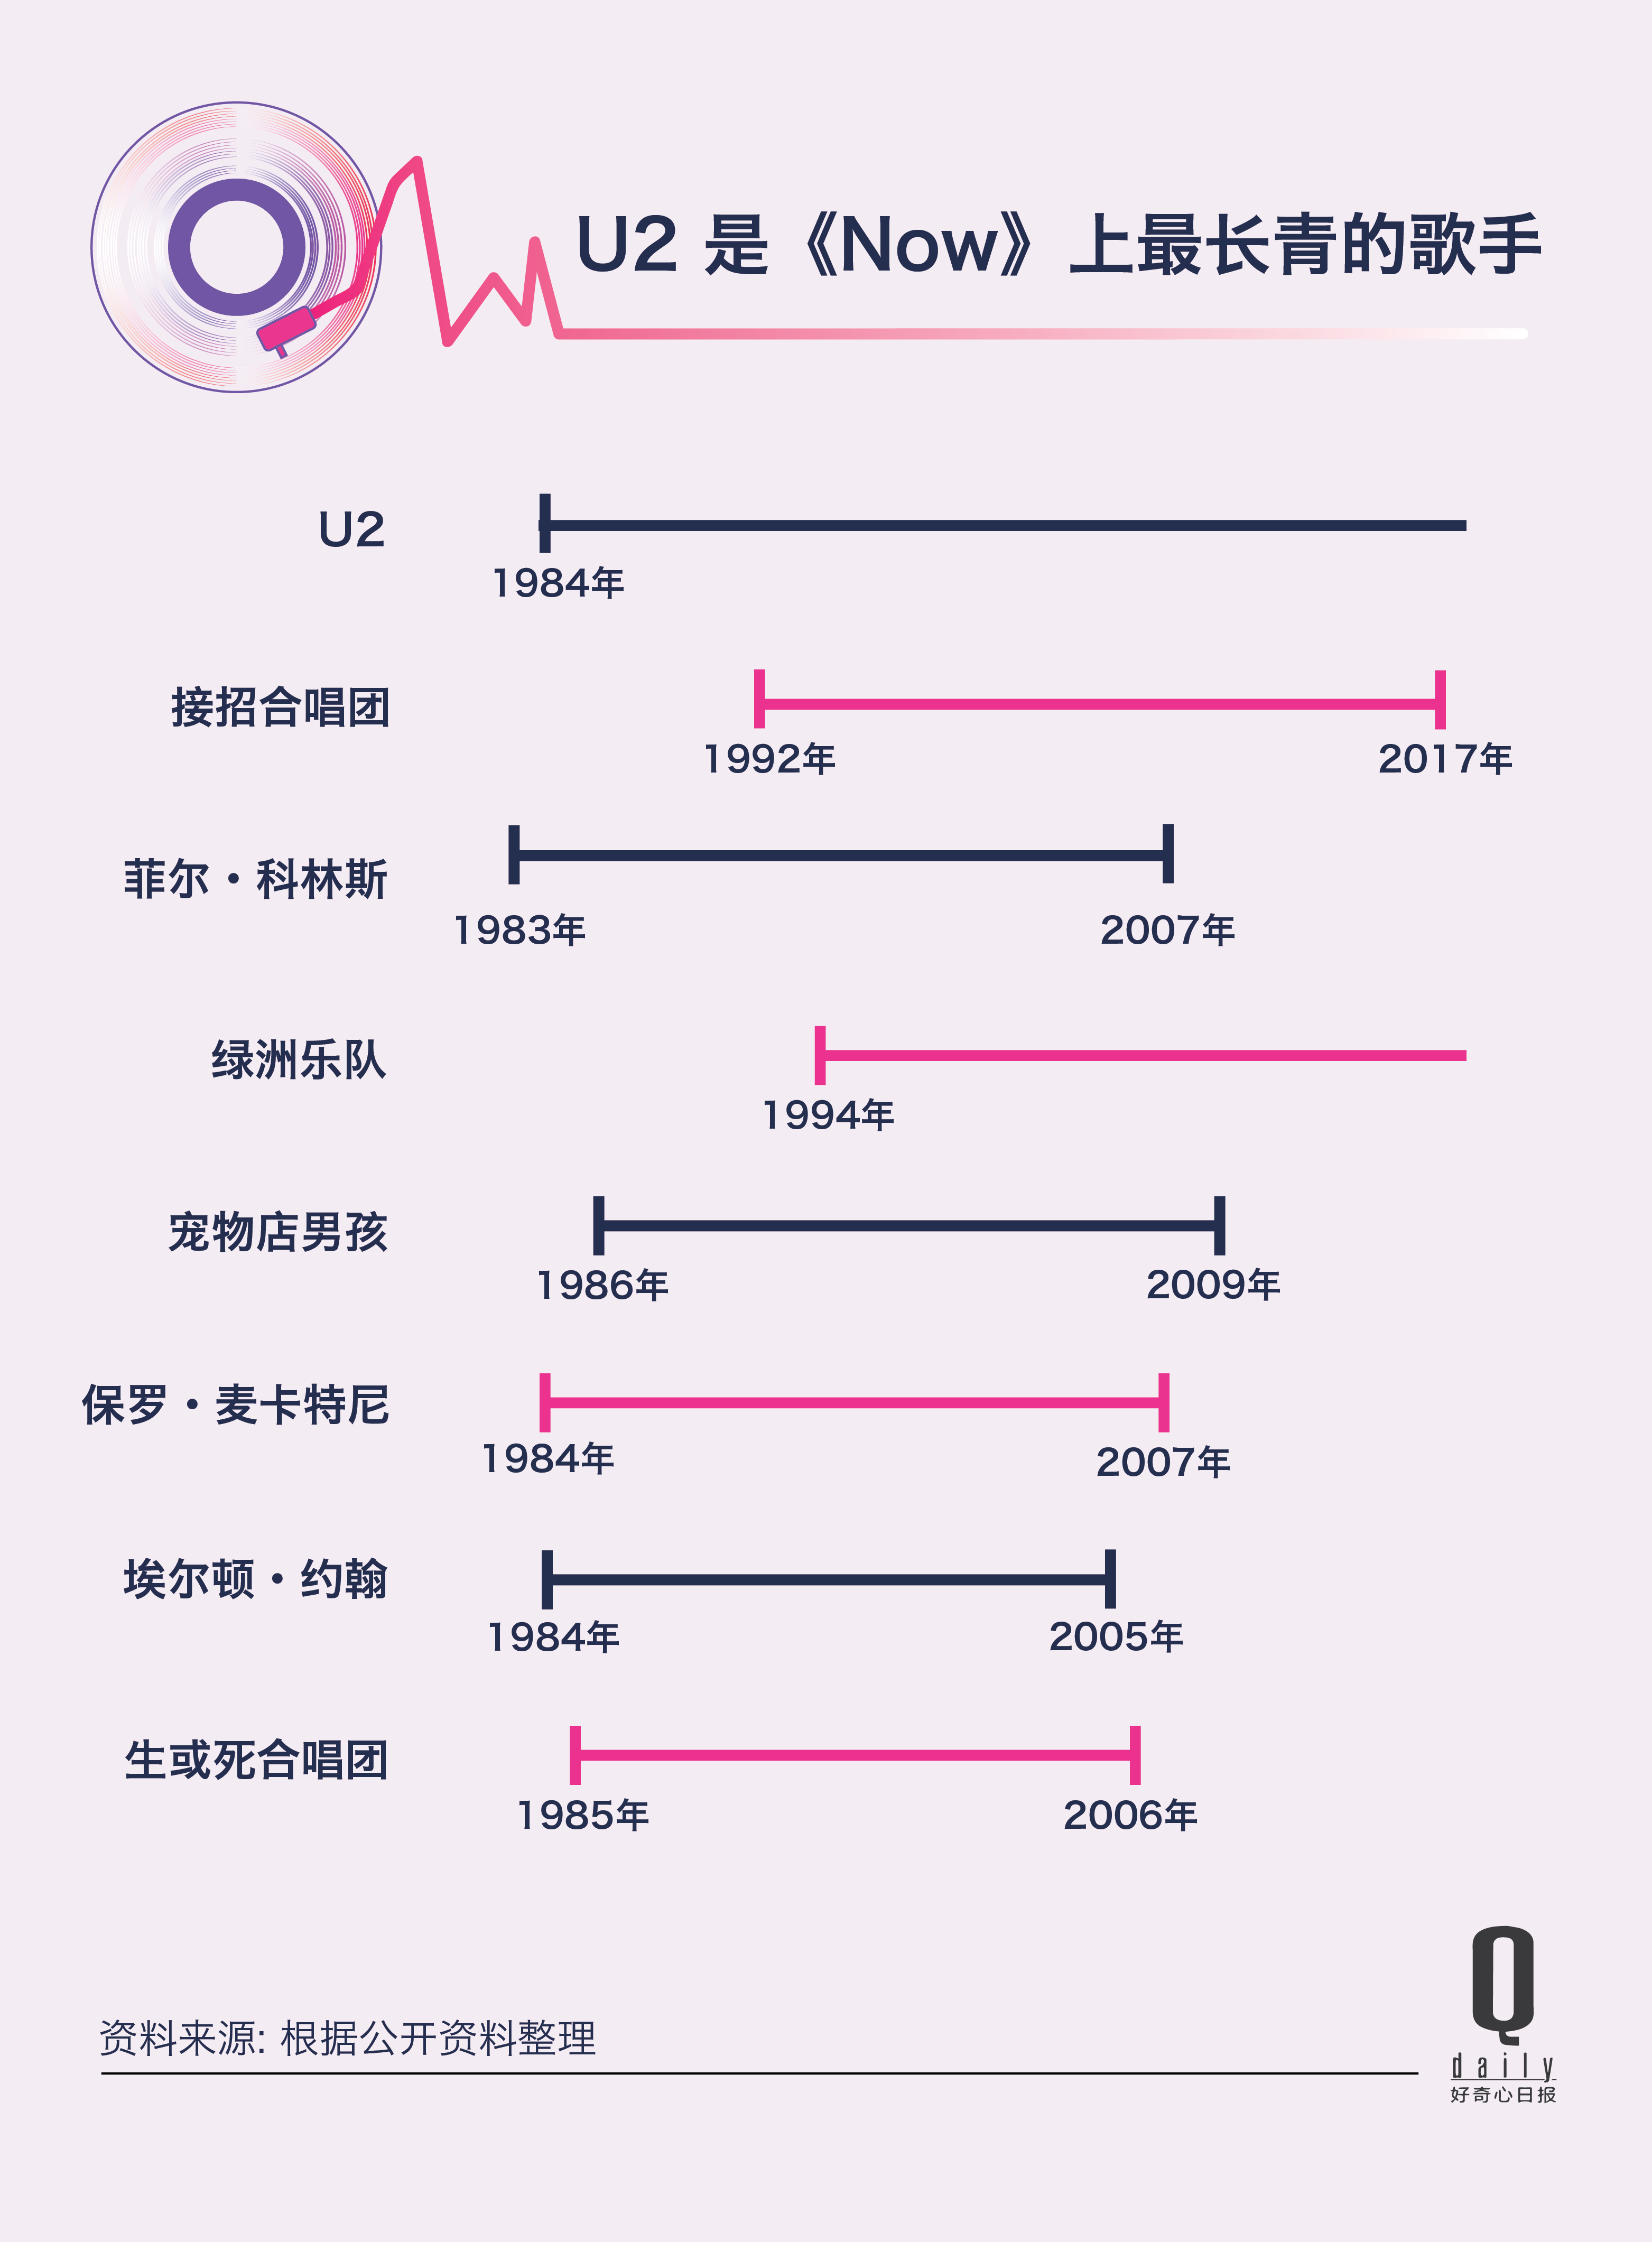 U2 是《Now》上最长青的歌手
U2
1984年
接招合唱团
1992年
2017年
菲尔·科林斯
1983年
2007年
绿洲乐队
1994年
宠物店男孩
1986年
2009年
保罗·麦卡特尼
1984年
2007年
埃尔顿·约翰
1984年
2005年
生或死合唱团
1985年
2006年
资料来源: 根据公开资料整理
Q
daily
好奇心日报